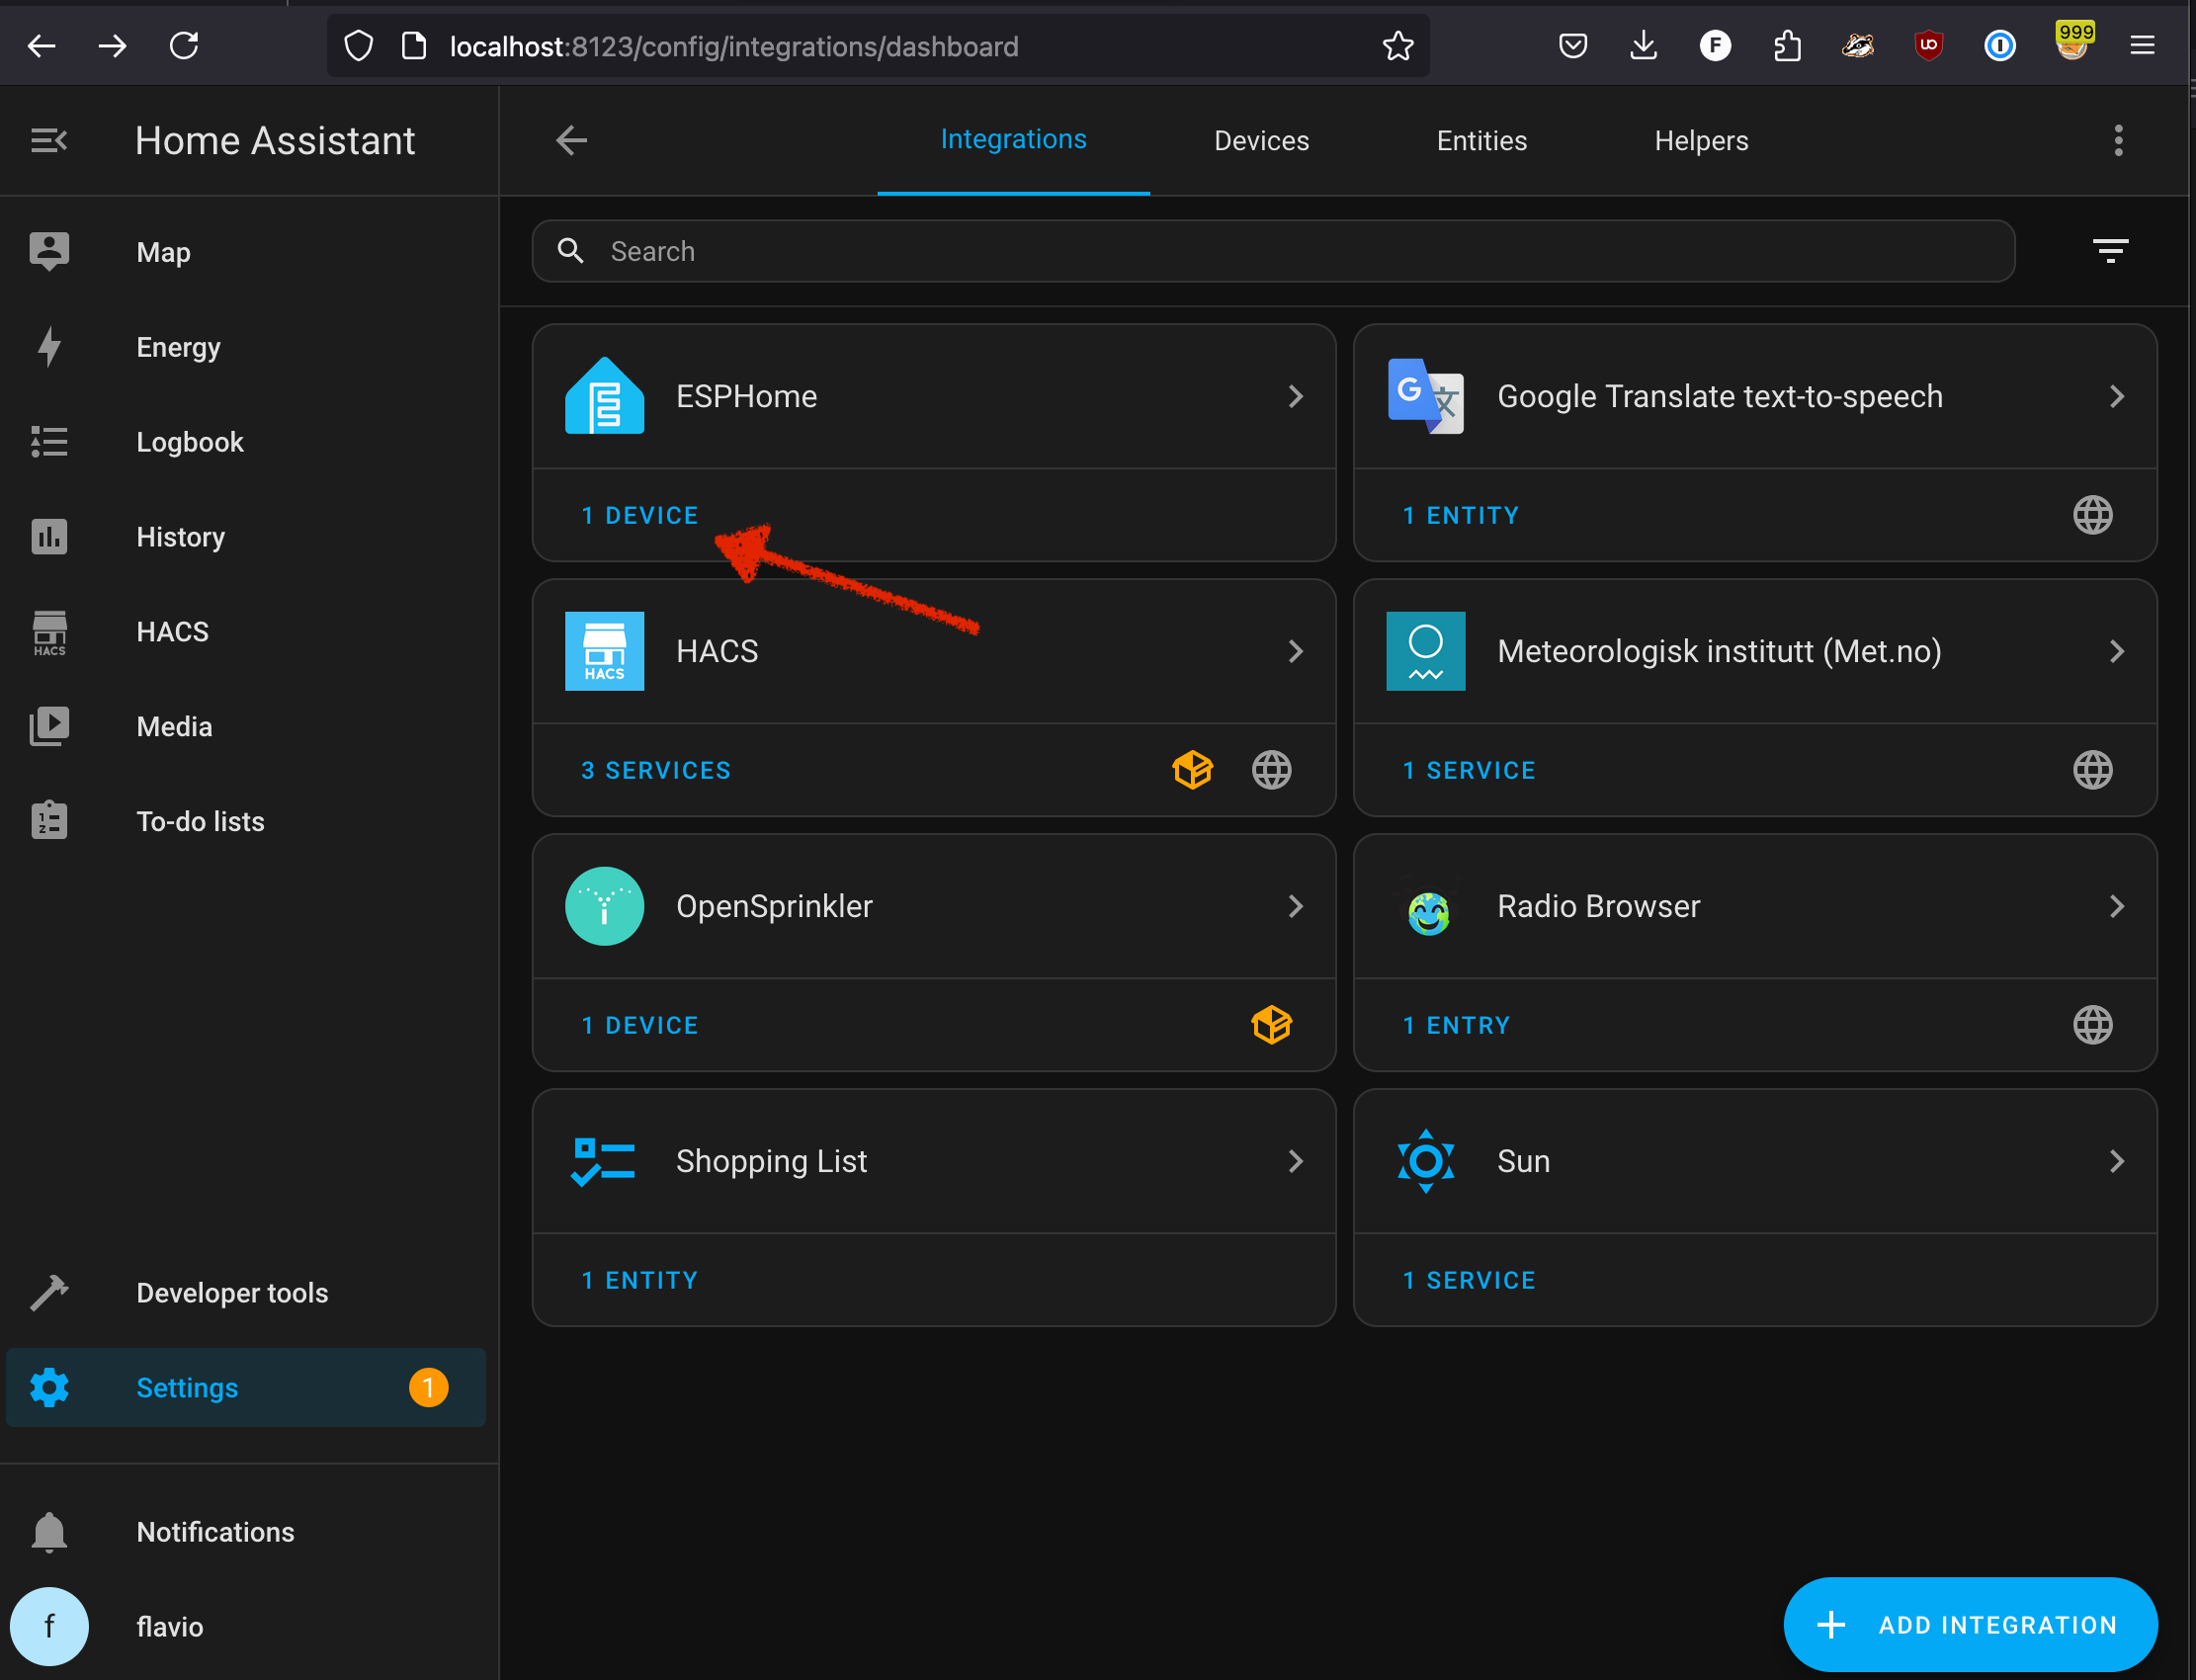 localhost:8123/config/integrations/dashboard
F
999
Home Assistant
Integrations
Devices
Entities
Helpers
Map
Energy
Logbook
History
HACS
HACS
Media
To-do lists
Developer tools
Settings
1
Notifications
f
flavio
Search
ESPHome
1 DEVICE
G
Google Translate text-to-speech
1 ENTITY
HACS
HACS
3 SERVICES
Meteorologisk institutt (Met.no)
1 SERVICE
OpenSprinkler
1 DEVICE
Radio Browser
1 ENTRY
Shopping List
1 ENTITY
Sun
1 SERVICE
ADD INTEGRATION